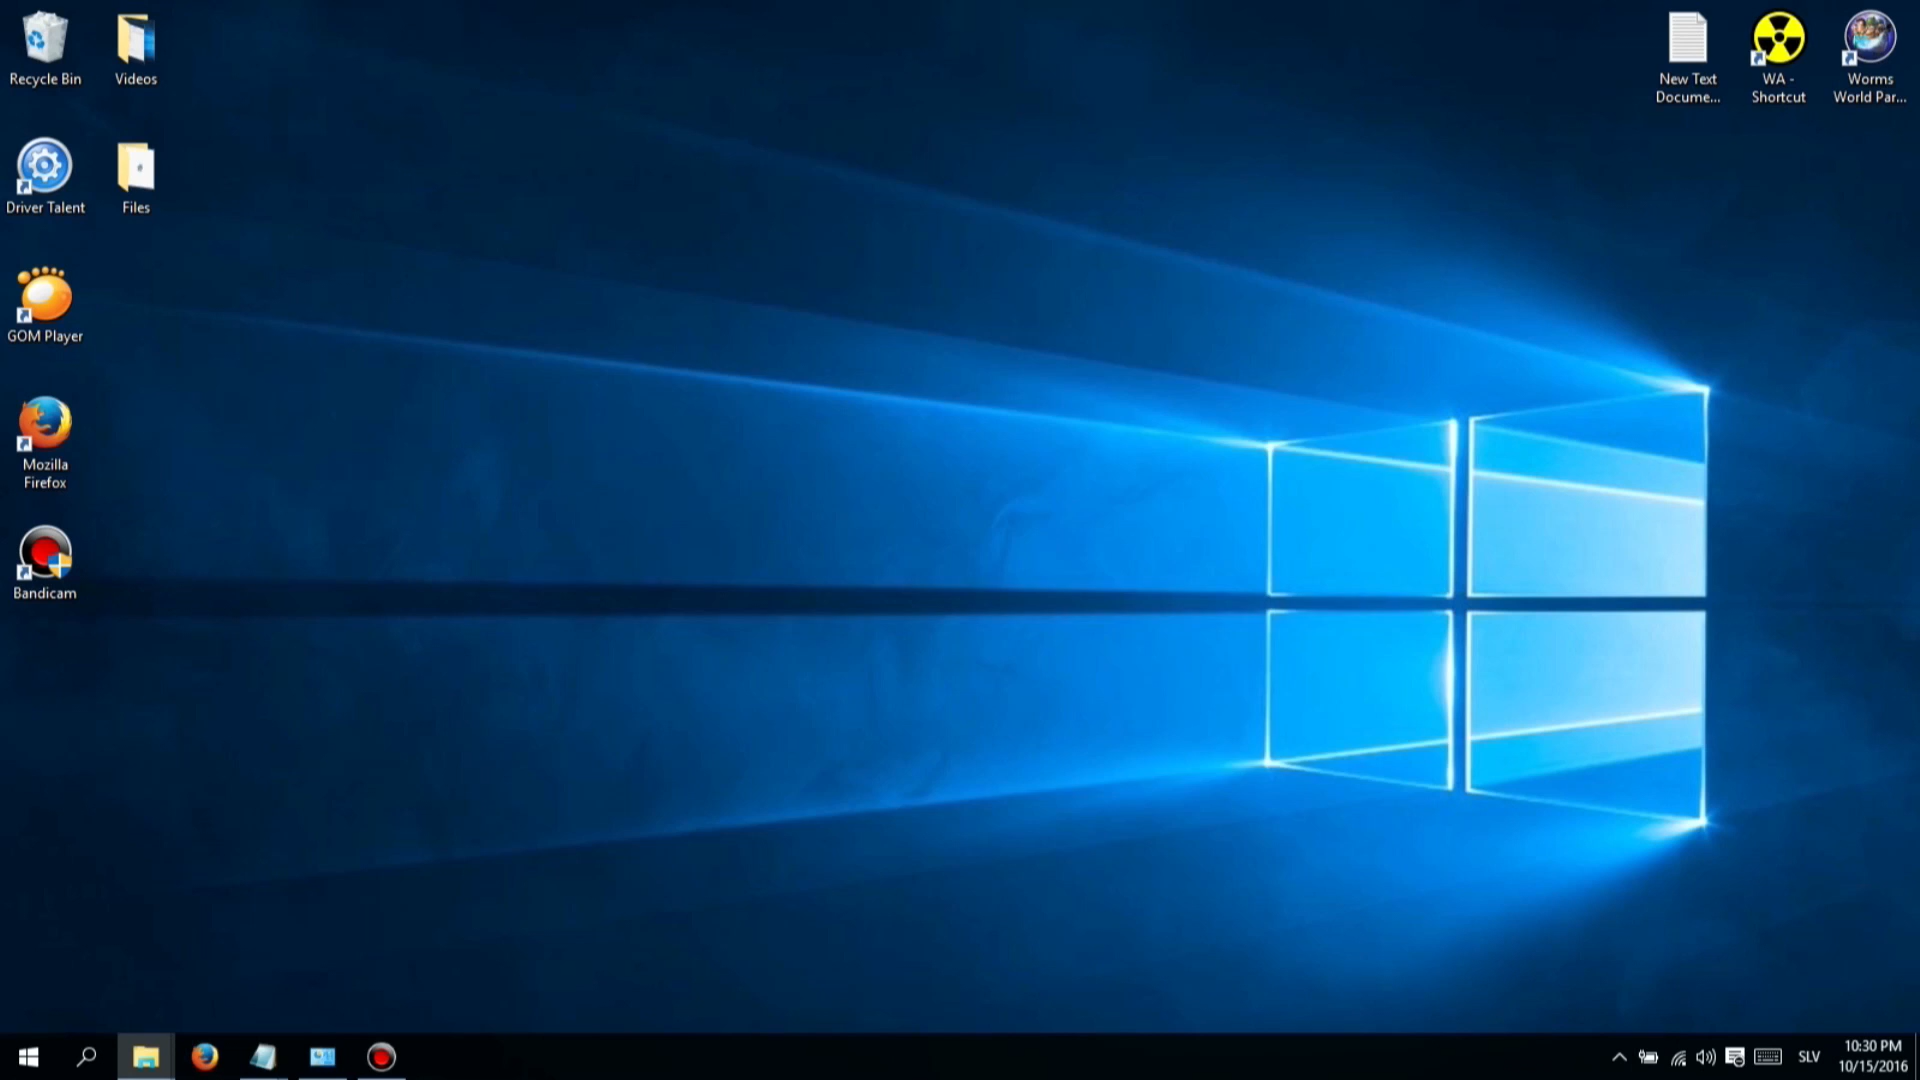 Recycle Bin
Videos
New Text
Docume...
WA -
Shortcut
Worms
World Par...
Driver Talent
Files
GOM Player
Mozilla
Firefox
Bandicam
SLV
10:30 PM
10/15/2016